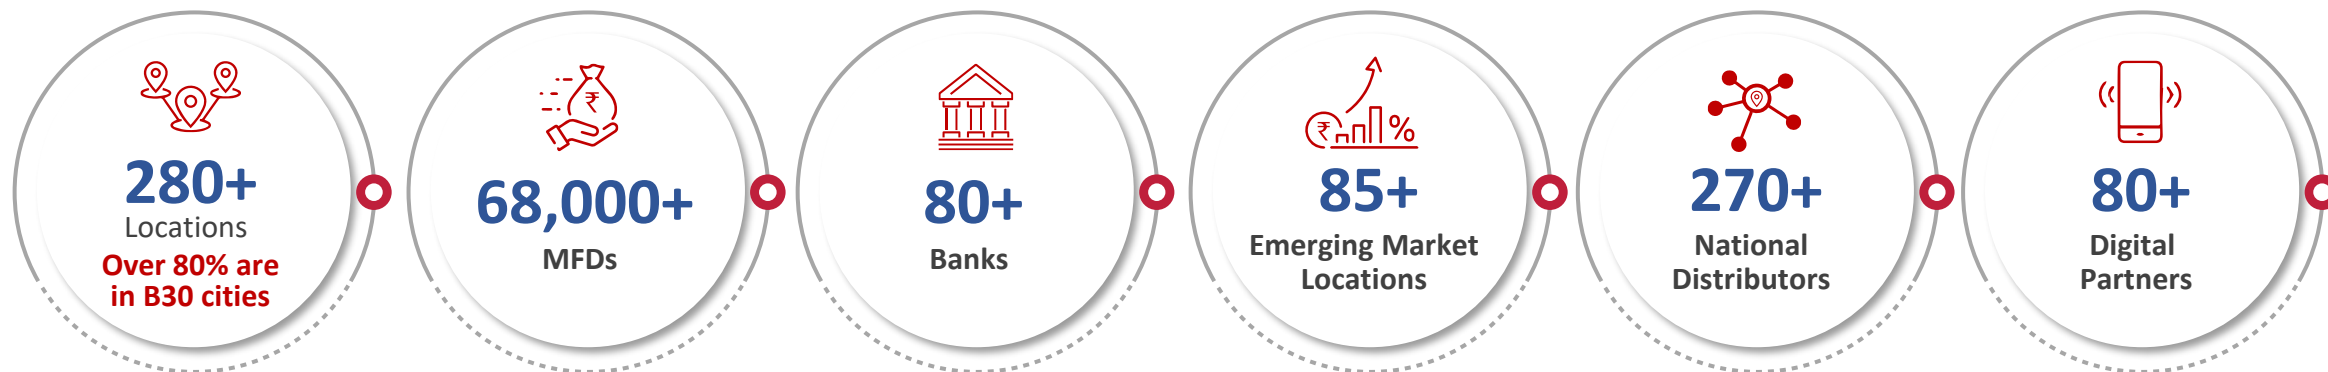 280+
Locations
Over 80% are
in B30 cities
₹
68,000+
MFDs
80+
Banks
₹
%
85+
Emerging Market
Locations
270+
National
Distributors
80+
Digital
Partners